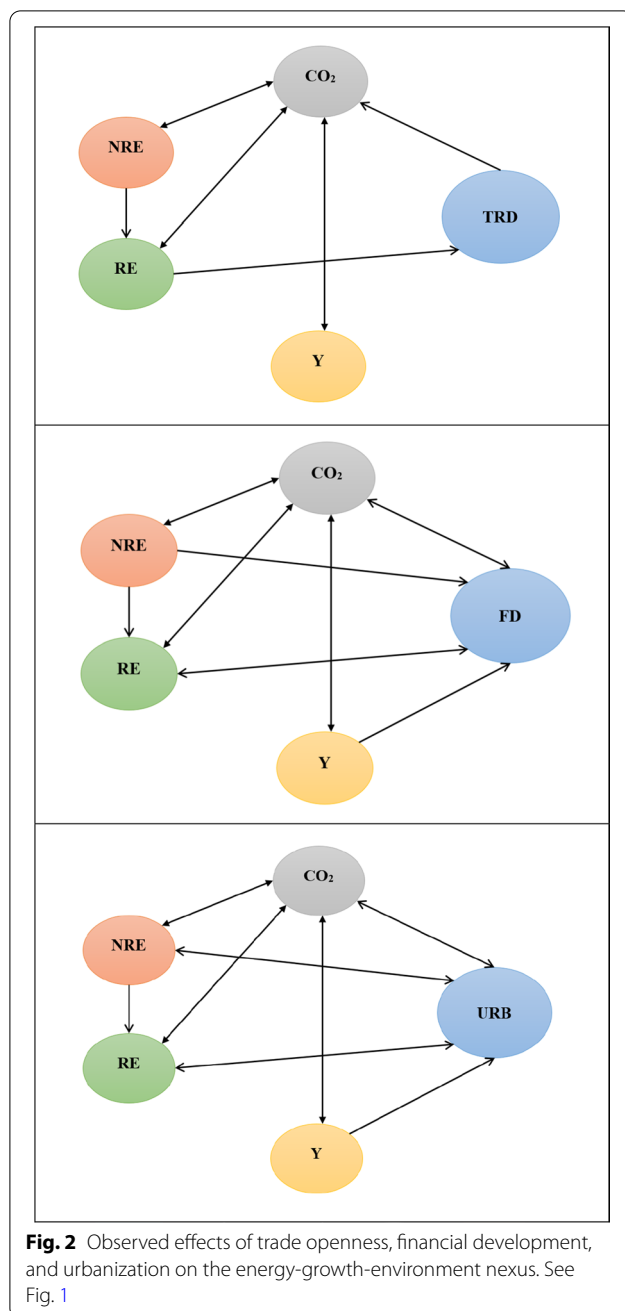 CO₂
NRE
TRD
RE
Y
CO₂
NRE
FD
RE
Y
CO₂
NRE
URB
RE
Y
Fig. 2 Observed effects of trade openness, financial development,
and urbanization on the energy-growth-environment nexus. See
Fig. 1